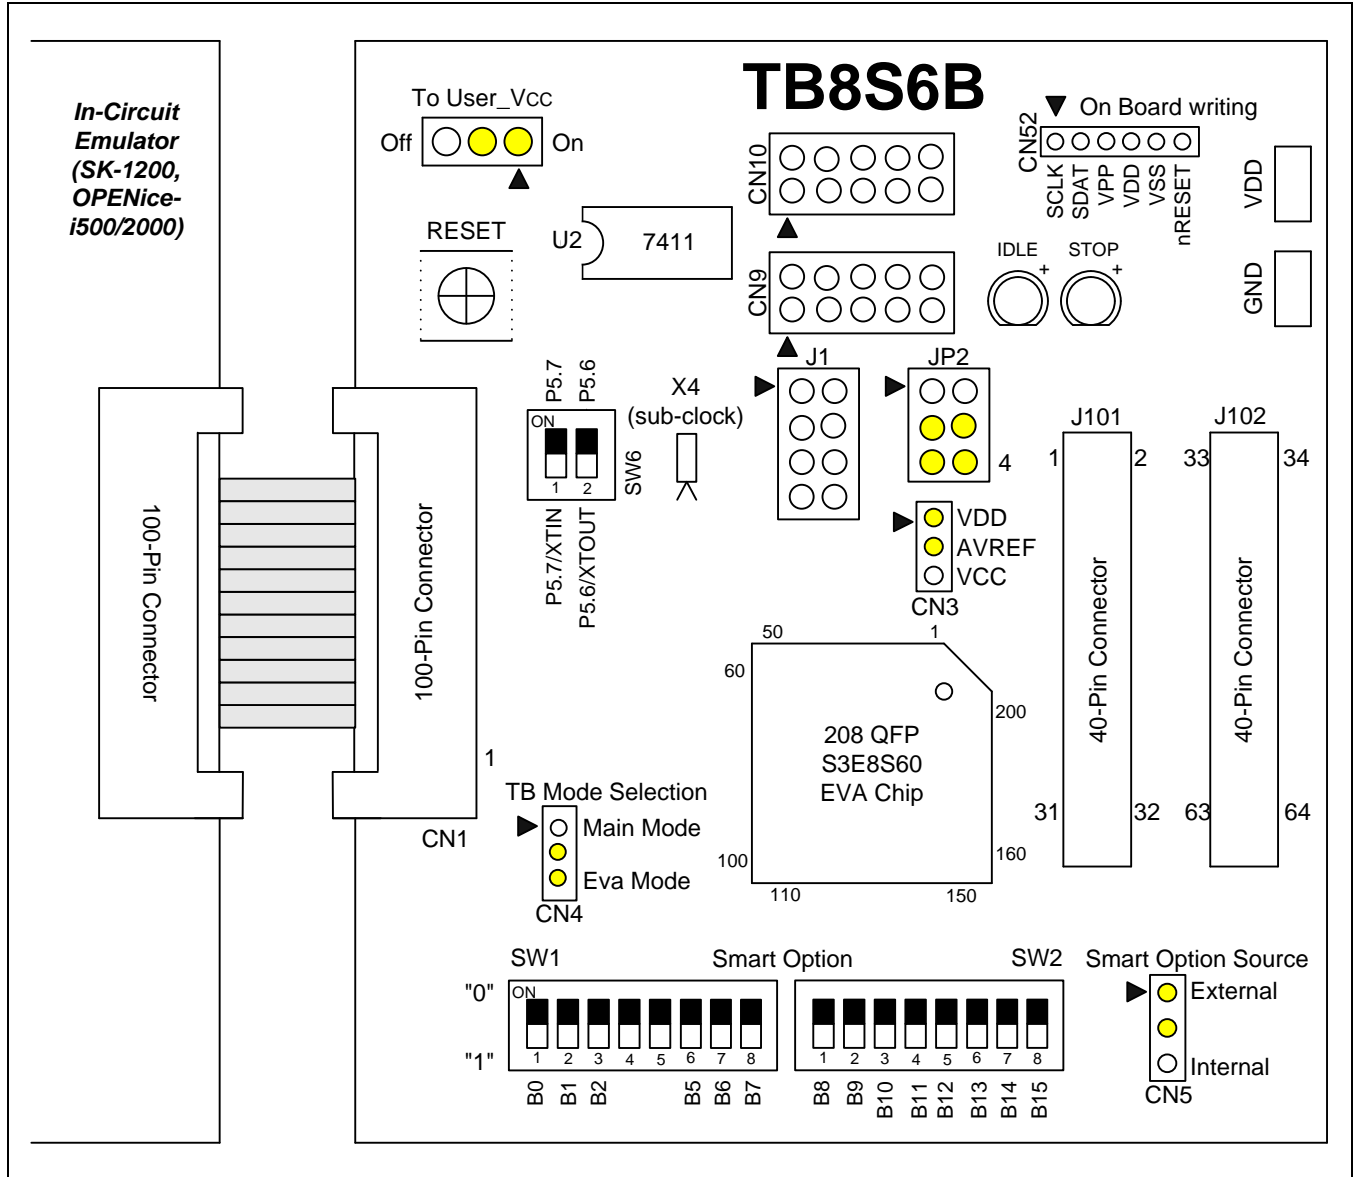 TB8S6B
In-Circuit
Emulator
(SK-1200,
OPENice-
i500/2000)
To User_Vcc
Off
On
RESET
U2
7411
CN10
CN9
CN52
On Board writing
SCLK
SDAT
VPP
VDD
VSS
nRESET
VDD
GND
IDLE
+
STOP
+
P5.7
P5.6
ON
1
2
SW6
P5.7/XTIN
P5.6/XTOUT
X4
(sub-clock)
J1
JP2
4
VDD
AVREF
VCC
CN3
J101
1
2
40-Pin Connector
31
32
J102
33
34
40-Pin Connector
63
64
100-Pin Connector
100-Pin Connector
1
CN1
50
1
60
200
208 QFP
S3E8S60
EVA Chip
100
160
110
150
TB Mode Selection
Main Mode
Eva Mode
CN4
SW1
Smart Option
SW2
"0"
ON
"1"
1 2 3 4 5 6 7 8
1 2 3 4 5 6 7 8
B0
B1
B2
B5
B6
B7
B8
B9
B10
B11
B12
B13
B14
B15
Smart Option Source
External
Internal
CN5